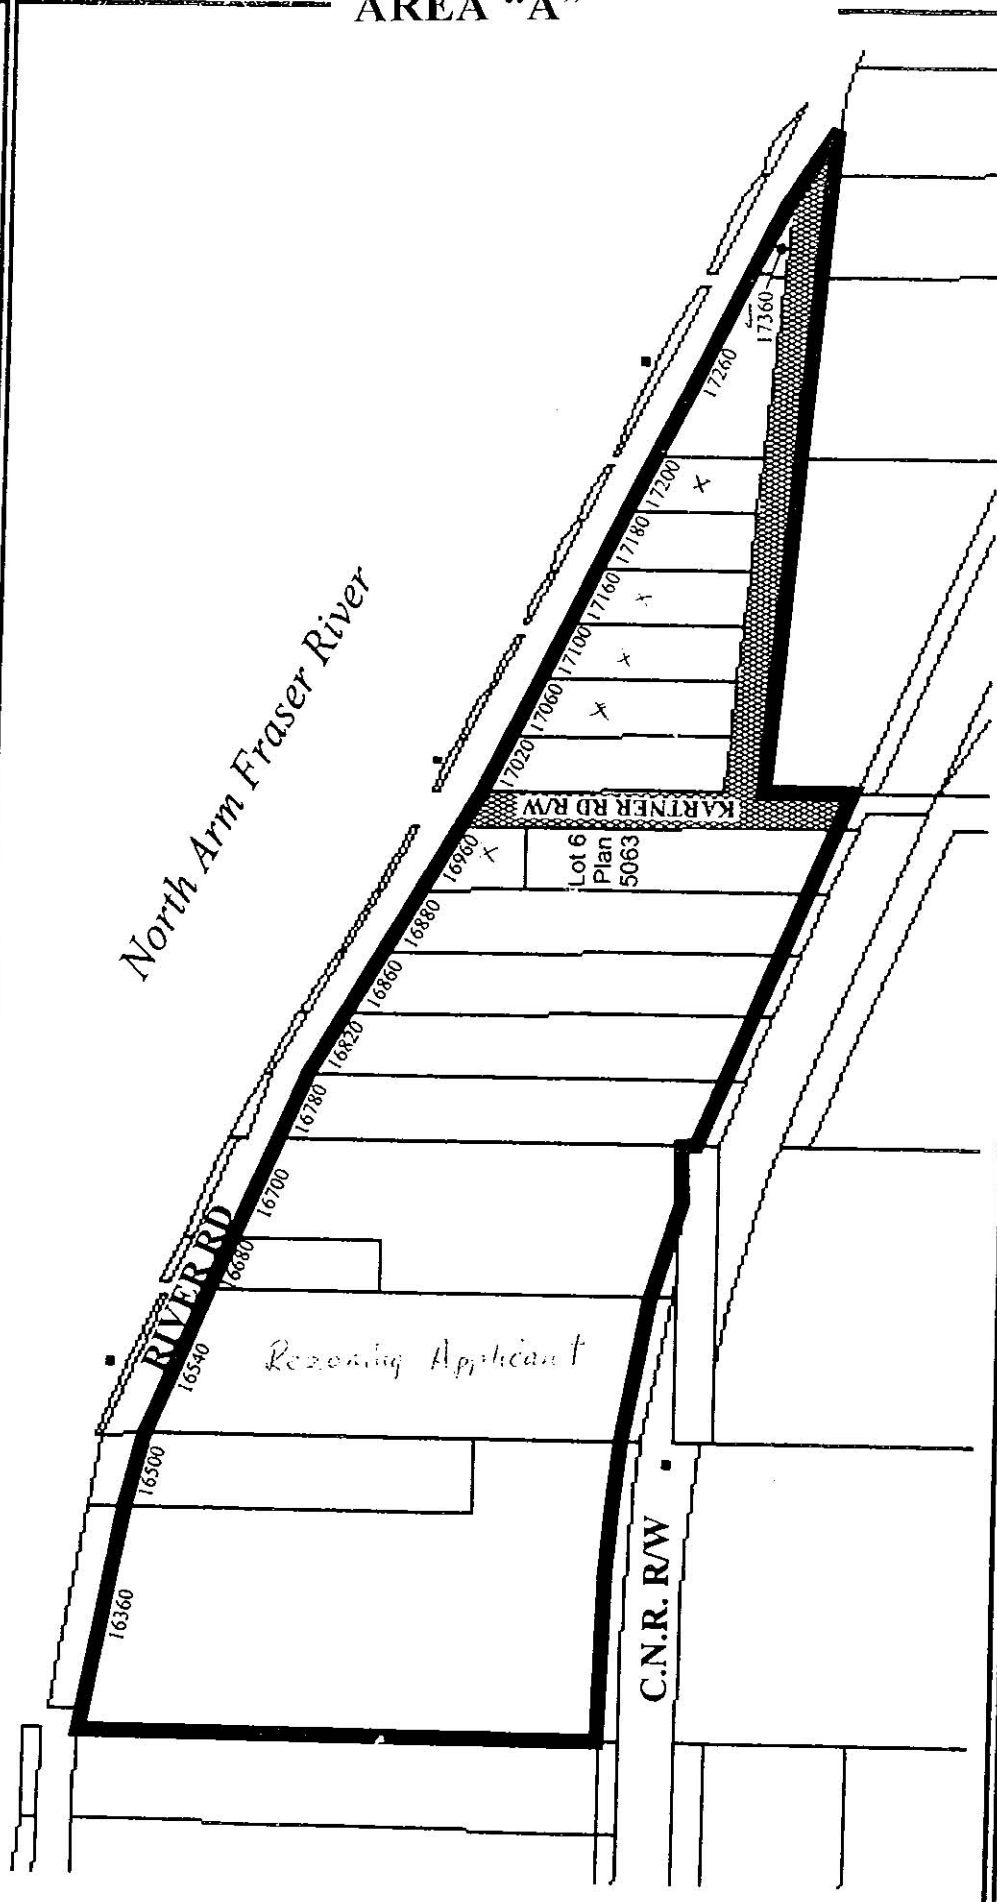 AREA "A"
North Arm Fraser River
17360
17260
17200
x
17180
17160
x
17100
x
17060
x
17020
KARTNER RD R/W
16960
x
Lot 6
Plan
5063
16880
16860
16820
16780
16700
16680
RIVER RD
16540
Rezoning Applicant
16500
16360
C.N.R. R/W